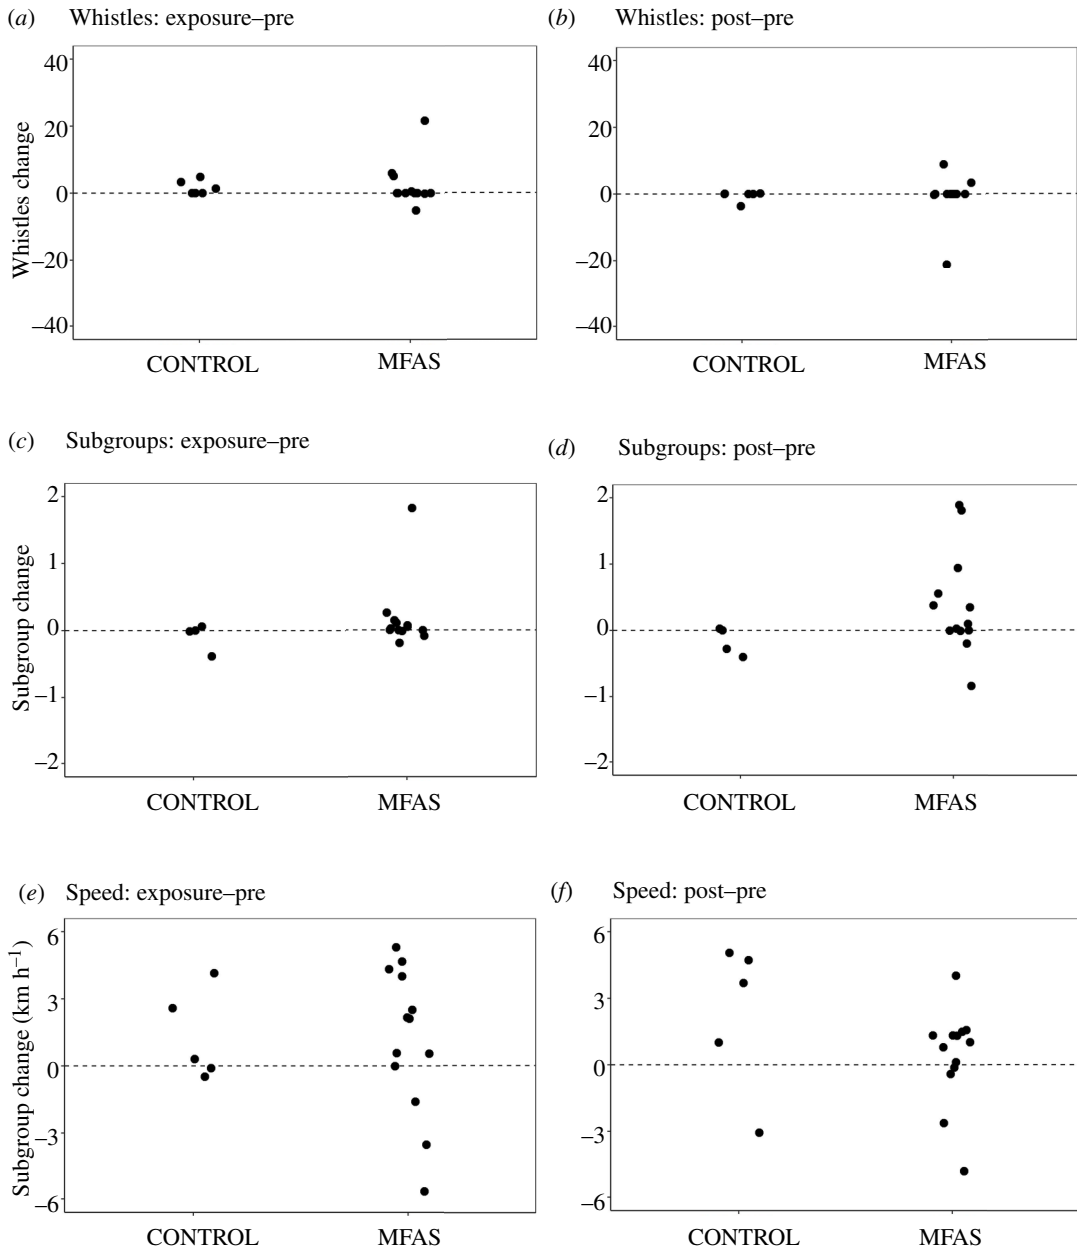 (a) Whistles: exposure–pre
(b) Whistles: post–pre
Whistles change
40
20
0
–20
–40
CONTROL
MFAS
40
20
0
–20
–40
CONTROL
MFAS
(c) Subgroups: exposure–pre
(d) Subgroups: post–pre
Subgroup change
2
1
0
–1
–2
CONTROL
MFAS
2
1
0
–1
–2
CONTROL
MFAS
(e) Speed: exposure–pre
(f) Speed: post–pre
Subgroup change (km h⁻¹)
6
3
0
–3
–6
CONTROL
MFAS
6
3
0
–3
–6
CONTROL
MFAS